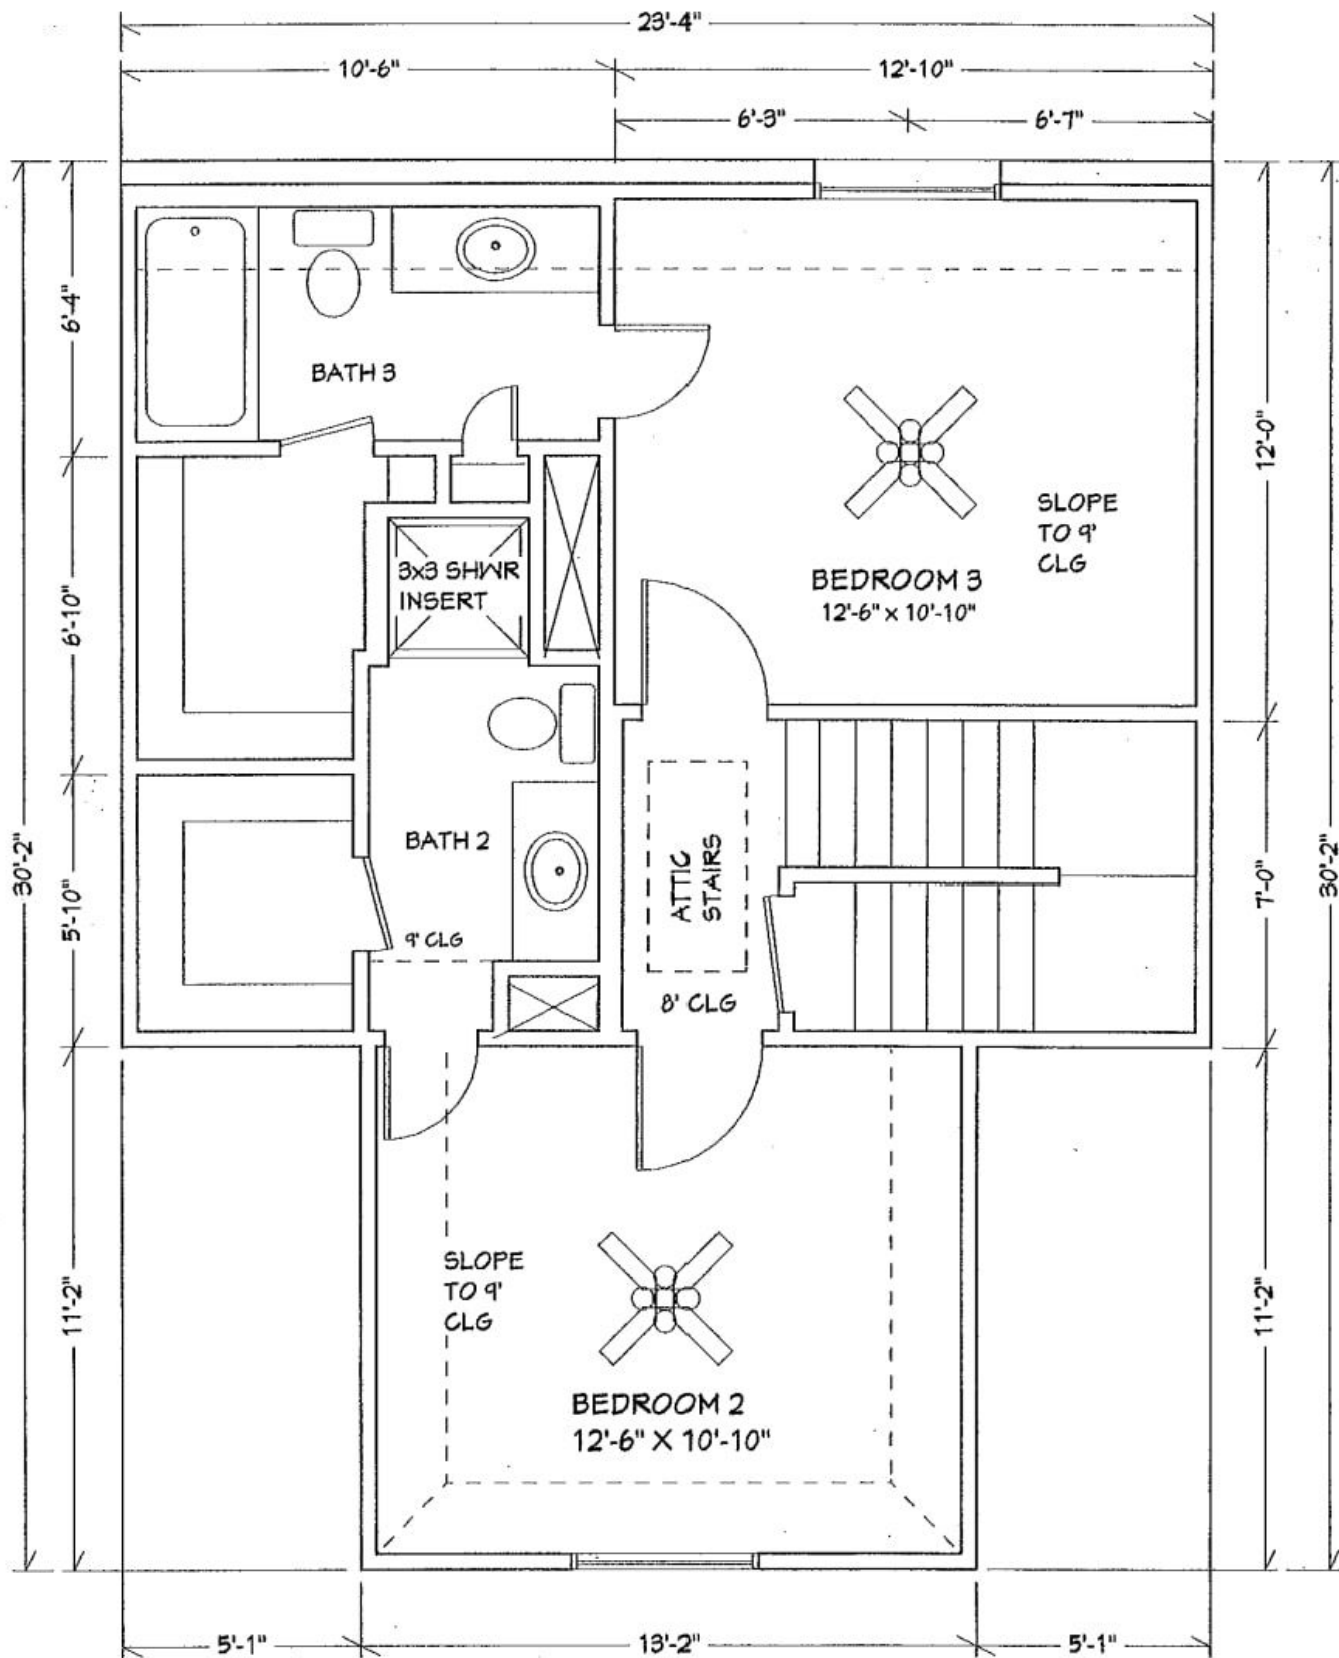 23'-4"
10'-6"
12'-10"
6'-3"
6'-7"
6'-4"
BATH 3
12'-0"
SLOPE
TO 9'
CLG
3x3 SHWR
INSERT
BEDROOM 3
12'-6" x 10'-10"
6'-10"
30'-2"
5'-10"
BATH 2
9' CLG
ATTIC
STAIRS
8' CLG
7'-0"
30'-2"
11'-2"
SLOPE
TO 9'
CLG
11'-2"
BEDROOM 2
12'-6" X 10'-10"
5'-1"
13'-2"
5'-1"